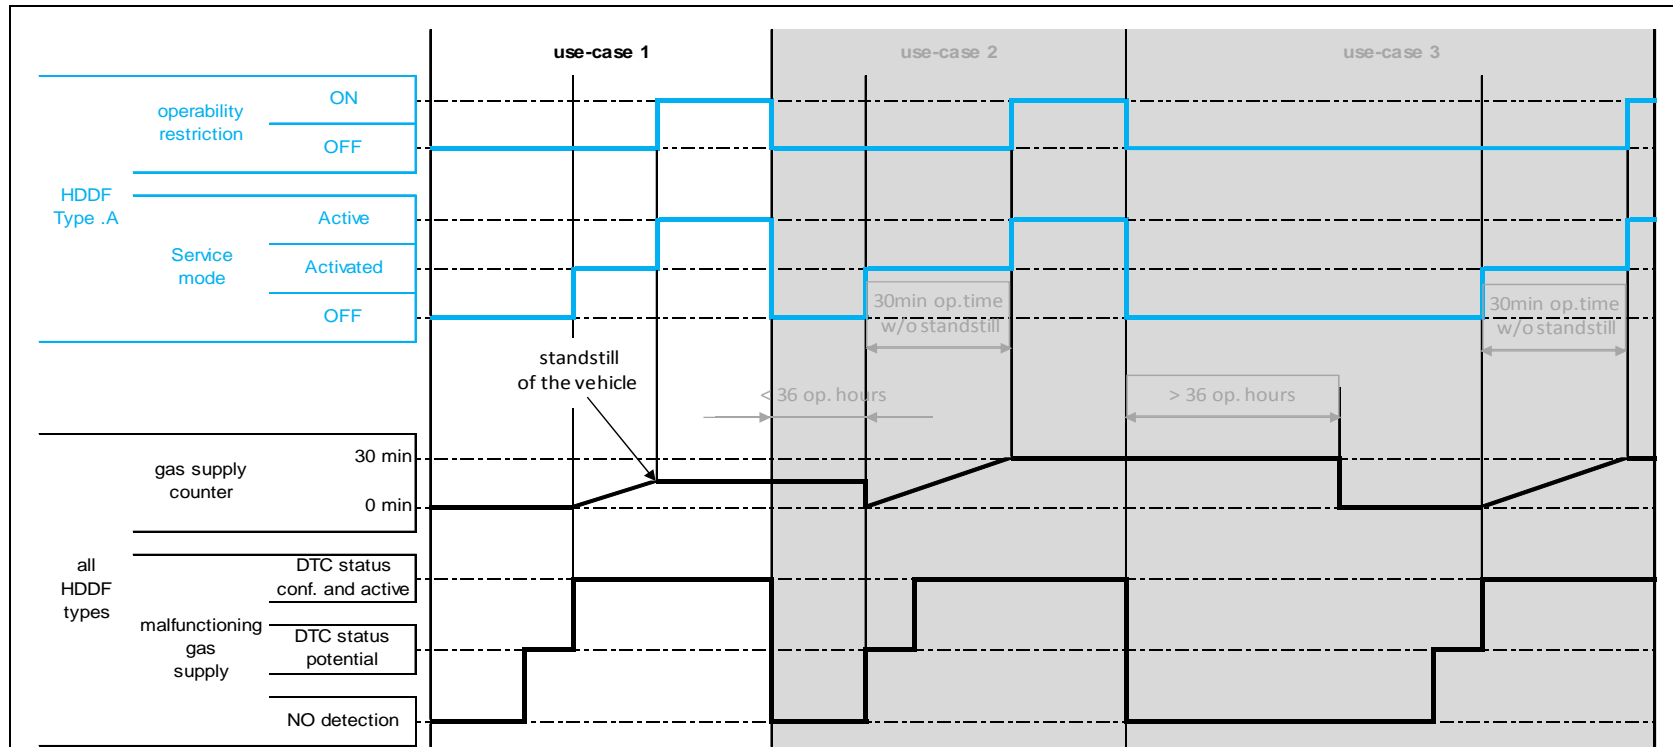 use-case 1
use-case 2
use-case 3
operability
restriction
ON
OFF
HDDF
Type .A
Service
mode
Active
Activated
OFF
30min op.time
w/o standstill
30min op.time
w/o standstill
standstill
of the vehicle
< 36 op. hours
> 36 op. hours
gas supply
counter
30 min
0 min
all
HDDF
types
malfunctioning
gas
supply
DTC status
conf. and active
DTC status
potential
NO detection